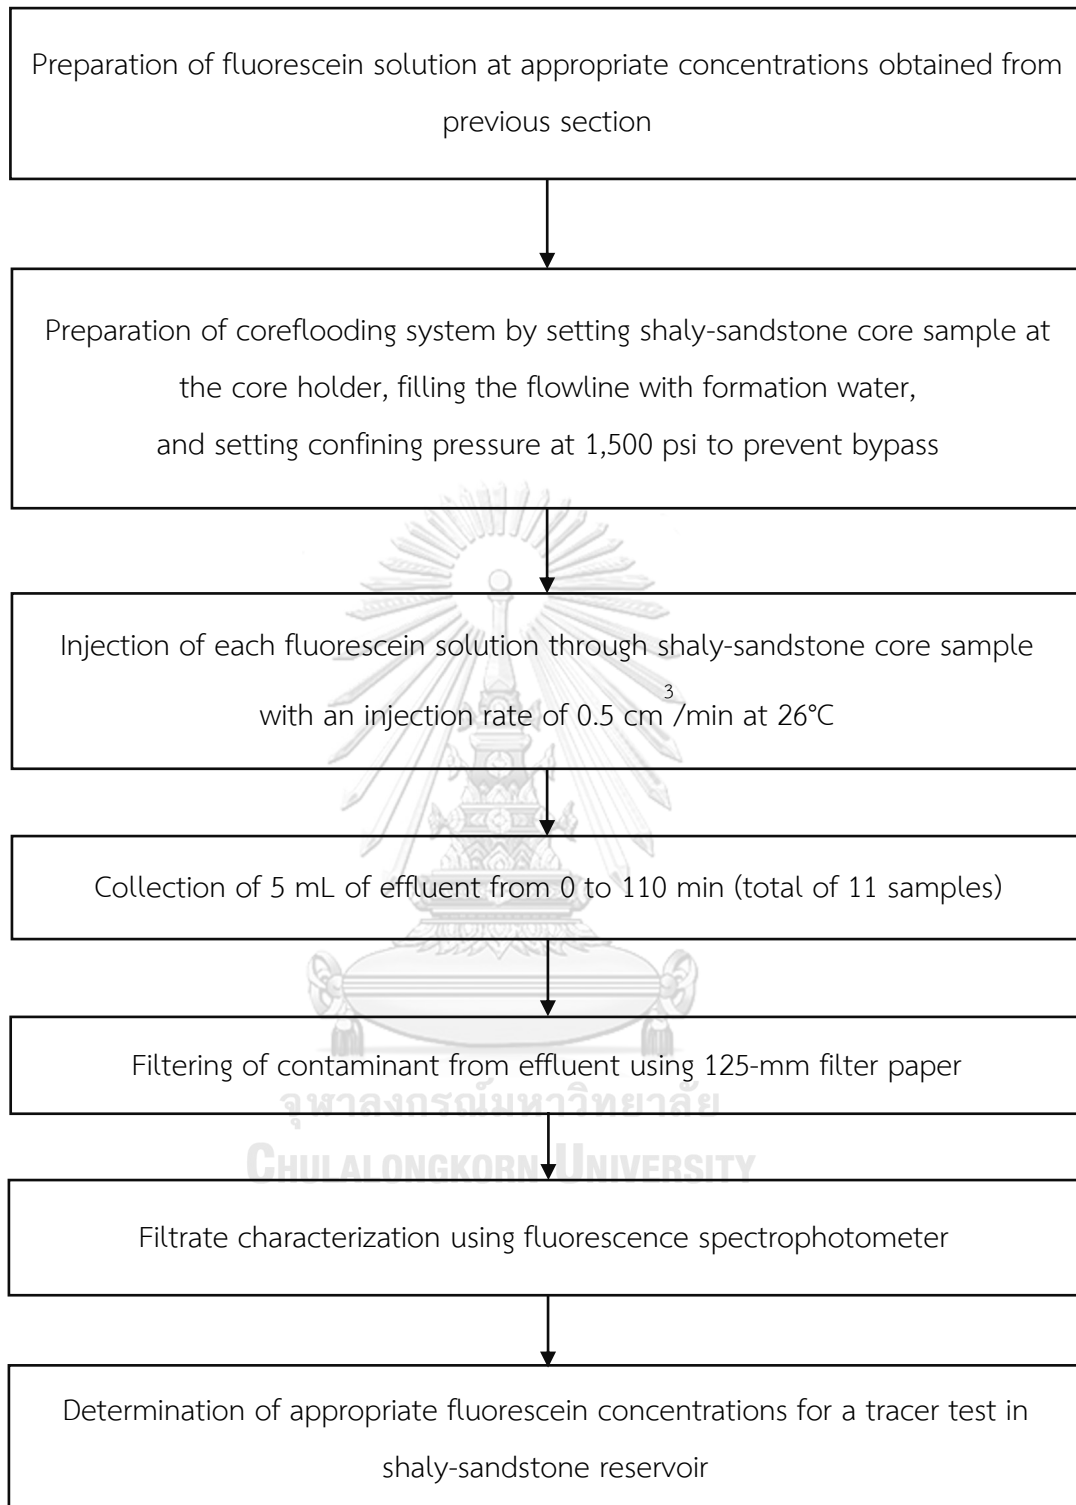 Preparation of fluorescein solution at appropriate concentrations obtained from
previous section
Preparation of coreflooding system by setting shaly-sandstone core sample at
the core holder, filling the flowline with formation water,
and setting confining pressure at 1,500 psi to prevent bypass
Injection of each fluorescein solution through shaly-sandstone core sample
with an injection rate of 0.5 cm³/min at 26°C
Collection of 5 mL of effluent from 0 to 110 min (total of 11 samples)
Filtering of contaminant from effluent using 125-mm filter paper
จุฬาลงกรณ์มหาวิทยาลัย
CHULALONGKORN UNIVERSITY
Filtrate characterization using fluorescence spectrophotometer
Determination of appropriate fluorescein concentrations for a tracer test in
shaly-sandstone reservoir